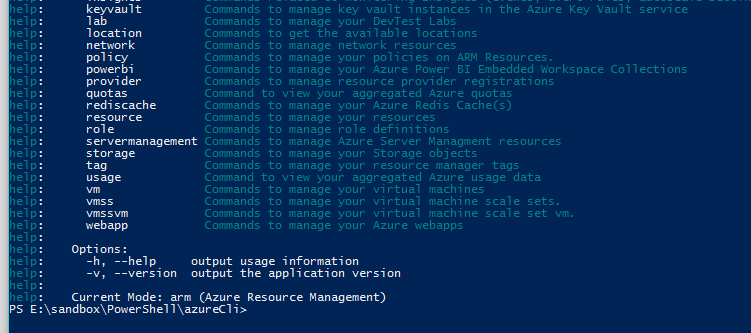 help:    keyvault         Commands to manage key vault instances in the Azure Key Vault service
help:    lab              Commands to manage your DevTest Labs
help:    location         Commands to get the available locations
help:    network          Commands to manage network resources
help:    policy           Commands to manage your policies on ARM Resources.
help:    powerbi          Commands to manage your Azure Power BI Embedded Workspace Collections
help:    provider         Commands to manage resource provider registrations
help:    quotas           Command to view your aggregated Azure quotas
help:    rediscache       Commands to manage your Azure Redis Cache(s)
help:    resource         Commands to manage your resources
help:    role             Commands to manage role definitions
help:    servermanagement Commands to manage Azure Server Managment resources
help:    storage          Commands to manage your Storage objects
help:    tag              Commands to manage your resource manager tags
help:    usage            Command to view your aggregated Azure usage data
help:    vm               Commands to manage your virtual machines
help:    vmss             Commands to manage your virtual machine scale sets.
help:    vmssvm           Commands to manage your virtual machine scale set vm.
help:    webapp           Commands to manage your Azure webapps
help:
help:    Options:
help:      -h, --help     output usage information
help:      -v, --version  output the application version
help:
help:    Current Mode: arm (Azure Resource Management)
PS E:\sandbox\PowerShell\azureCli>